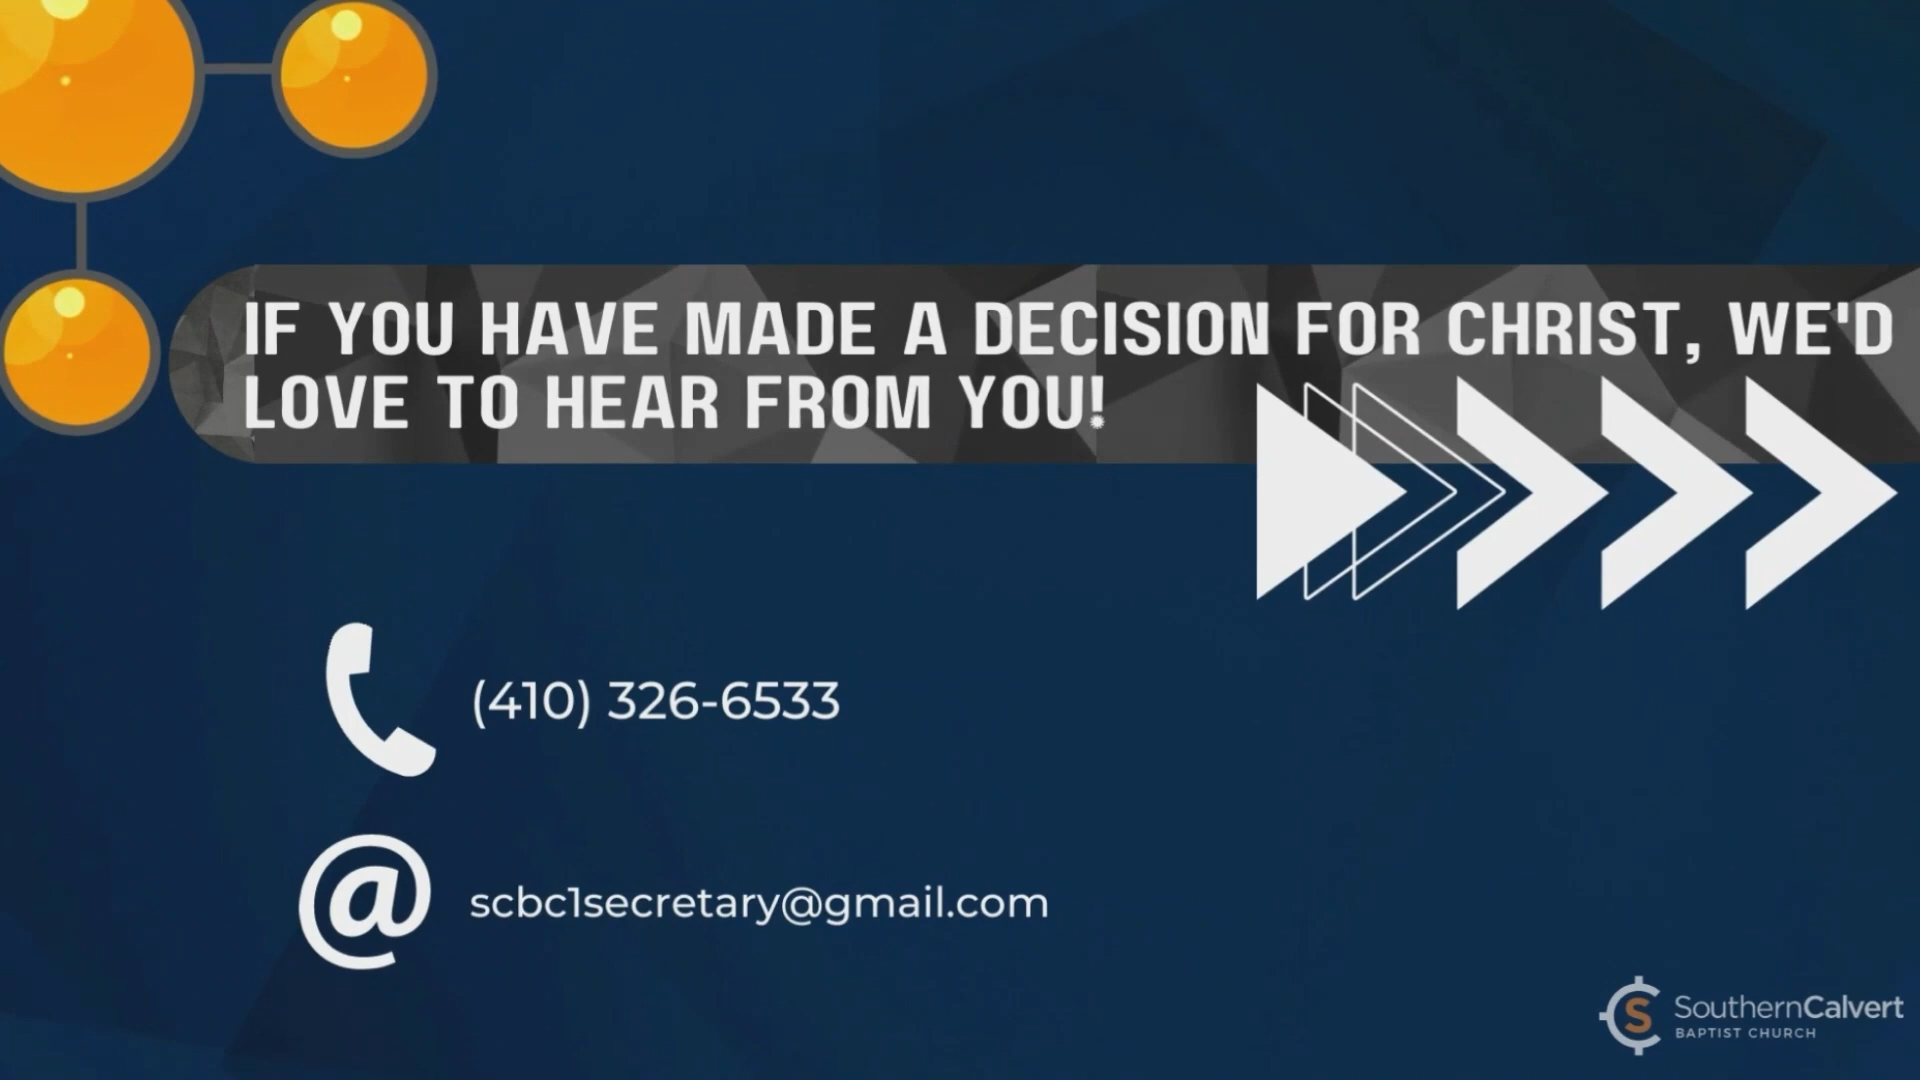 IF YOU HAVE MADE A DECISION FOR CHRIST, WE'D
LOVE TO HEAR FROM YOU!
(410) 326-6533
@ scbc1secretary@gmail.com
SouthernCalvert
BAPTIST CHURCH